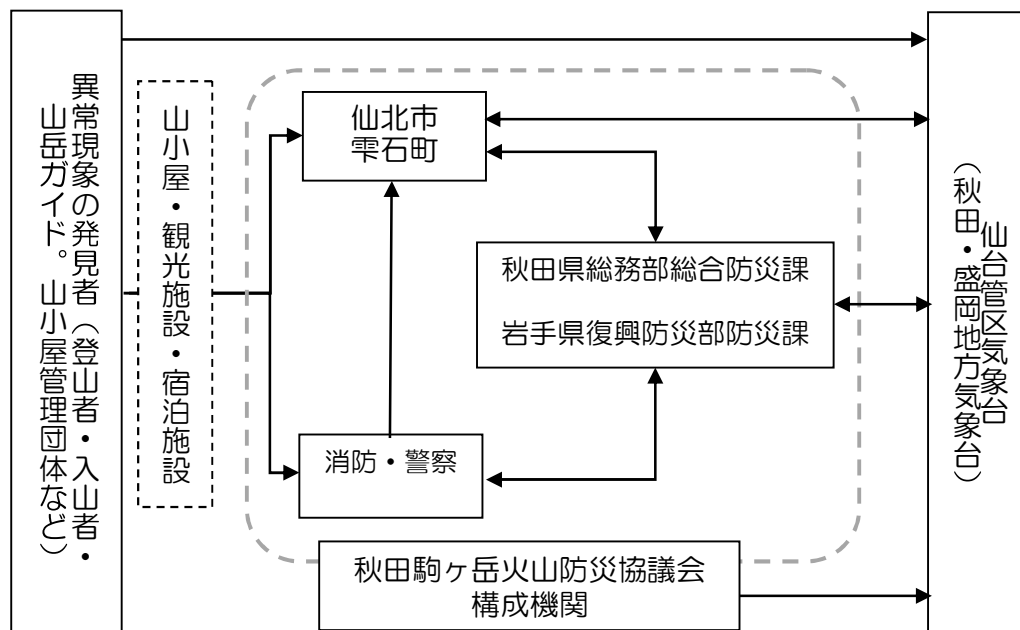 異常現象の発見者（登山者・入山者・
山岳ガイド。山小屋管理団体など）
山小屋・観光施設・宿泊施設
仙北市
雫石町
秋田県総務部総合防災課
岩手県復興防災部防災課
消防・警察
秋田駒ヶ岳火山防災協議会
構成機関
仙台管区気象台
（秋田・盛岡地方気象台）